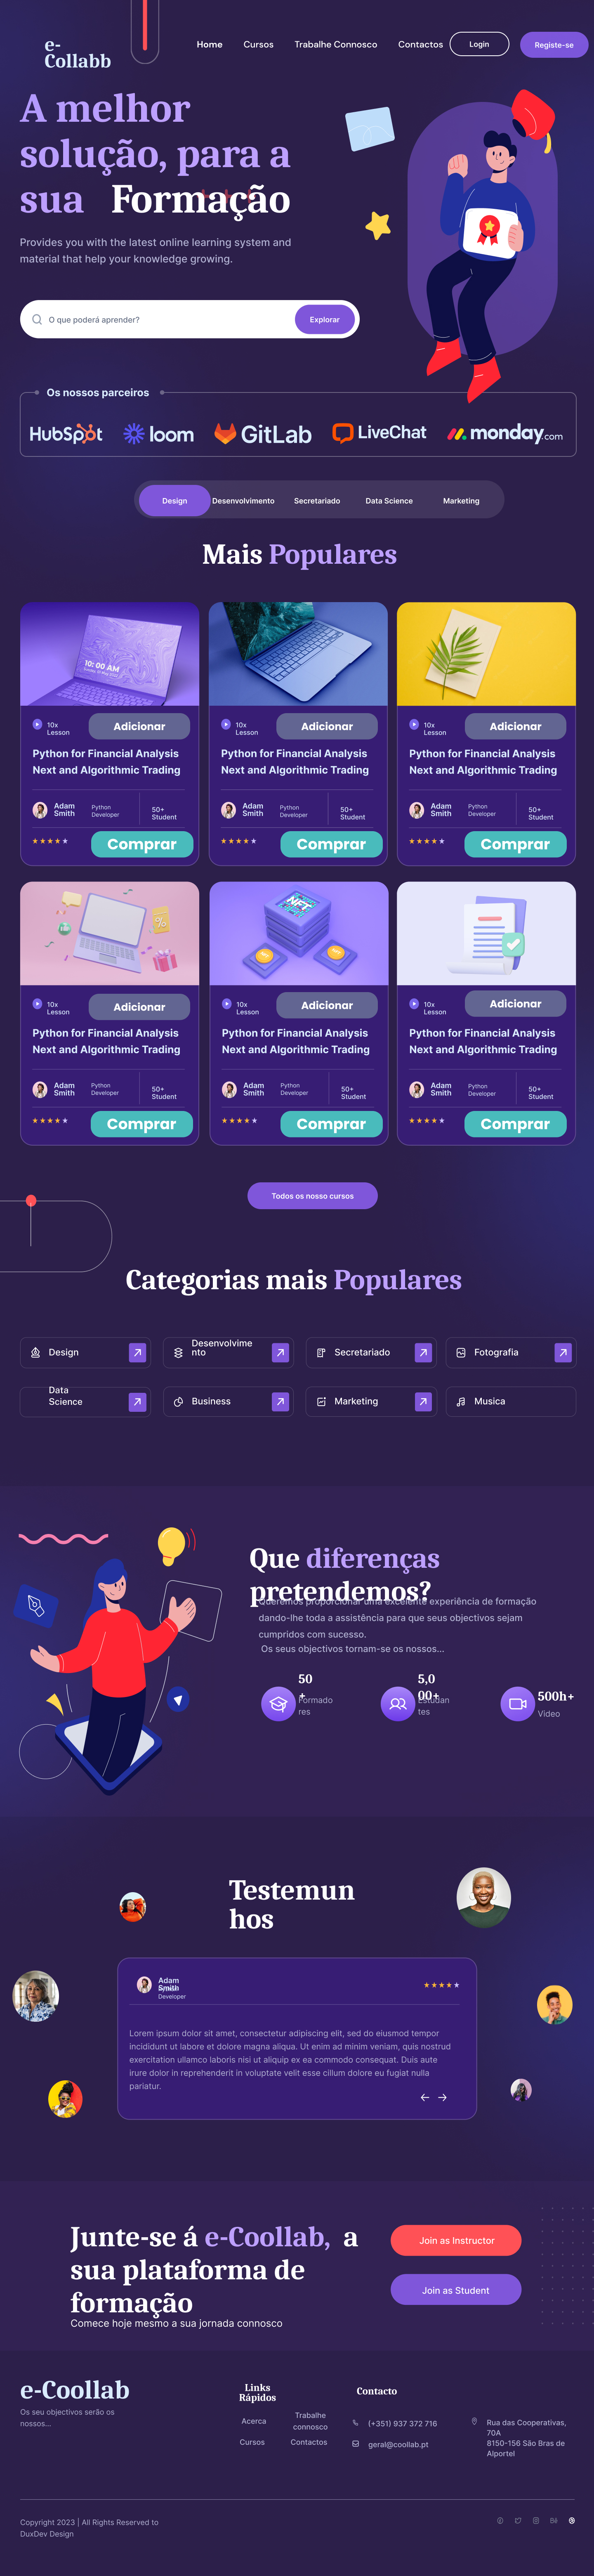 e-
Collabb
Home Cursos Trabalhe Connosco Contactos Login Registe-se
A melhor
solução, para a
sua Formação
Provides you with the latest online learning system and
material that help your knowledge growing.
O que poderá aprender? Explorar
Os nossos parceiros
HubSpot loom GitLab LiveChat monday.com
Design Desenvolvimento Secretariado Data Science Marketing
Mais Populares
10:00 AM
10x
Lesson
Adicionar
Python for Financial Analysis
Next and Algorithmic Trading
Adam
Smith
Python
Developer
50+
Student
Comprar
10x
Lesson
Adicionar
Python for Financial Analysis
Next and Algorithmic Trading
Adam
Smith
Python
Developer
50+
Student
Comprar
10x
Lesson
Adicionar
Python for Financial Analysis
Next and Algorithmic Trading
Adam
Smith
Python
Developer
50+
Student
Comprar
10x
Lesson
Adicionar
Python for Financial Analysis
Next and Algorithmic Trading
Adam
Smith
Python
Developer
50+
Student
Comprar
NFT
10x
Lesson
Adicionar
Python for Financial Analysis
Next and Algorithmic Trading
Adam
Smith
Python
Developer
50+
Student
Comprar
10x
Lesson
Adicionar
Python for Financial Analysis
Next and Algorithmic Trading
Adam
Smith
Python
Developer
50+
Student
Comprar
Todos os nosso cursos
Categorias mais Populares
Design
Desenvolvime
nto
Secretariado
Fotografia
Data
Science
Business
Marketing
Musica
Que diferenças
pretendemos?
Queremos proporcionar uma excelente experiência de formação
dando-lhe toda a assistência para que seus objectivos sejam
cumpridos com sucesso.
Os seus objectivos tornam-se os nossos...
50
+
Formado
res
5,0
00+
Estudan
tes
500h+
Video
Testemun
hos
Adam
Smith
Developer
Lorem ipsum dolor sit amet, consectetur adipiscing elit, sed do eiusmod tempor
incididunt ut labore et dolore magna aliqua. Ut enim ad minim veniam, quis nostrud
exercitation ullamco laboris nisi ut aliquip ex ea commodo consequat. Duis aute
irure dolor in reprehenderit in voluptate velit esse cillum dolore eu fugiat nulla
pariatur.
Junte-se á e-Coollab, a
sua plataforma de
formação
Comece hoje mesmo a sua jornada connosco
Join as Instructor
Join as Student
e-Coollab
Os seu objectivos serão os
nossos...
Links
Rápidos
Acerca
Trabalhe
connosco
Cursos
Contactos
Contacto
(+351) 937 372 716
geral@coollab.pt
Rua das Cooperativas,
70A
8150-156 São Bras de
Alportel
Copyright 2023 | All Rights Reserved to
DuxDev Design